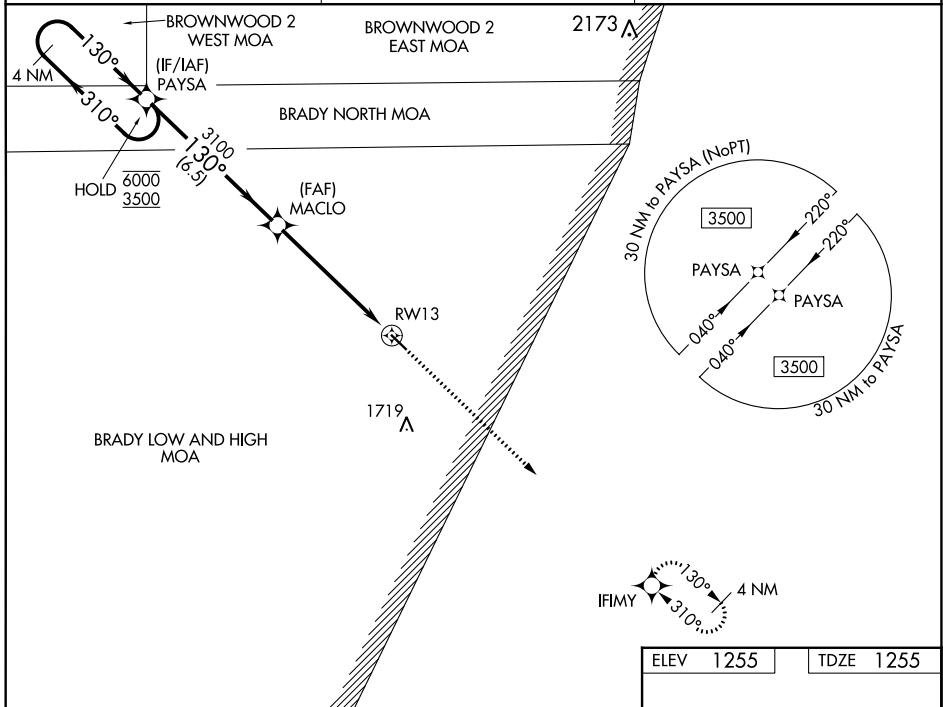 BROWNWOOD 2
WEST MOA
BROWNWOOD 2
EAST MOA
2173
130°
4 NM
(IF/IAF)
PAYSA
310°
BRADY NORTH MOA
3100
130°
(6.5)
HOLD
6000
3500
(FAF)
MACLO
RW13
1719
BRADY LOW AND HIGH
MOA
30 NM to PAYSA (NoPT)
3500
220°
220°
PAYSA
PAYSA
040°
040°
3500
30 NM to PAYSA
IFIMY
130°
310°
4 NM
ELEV 1255
TDZE 1255